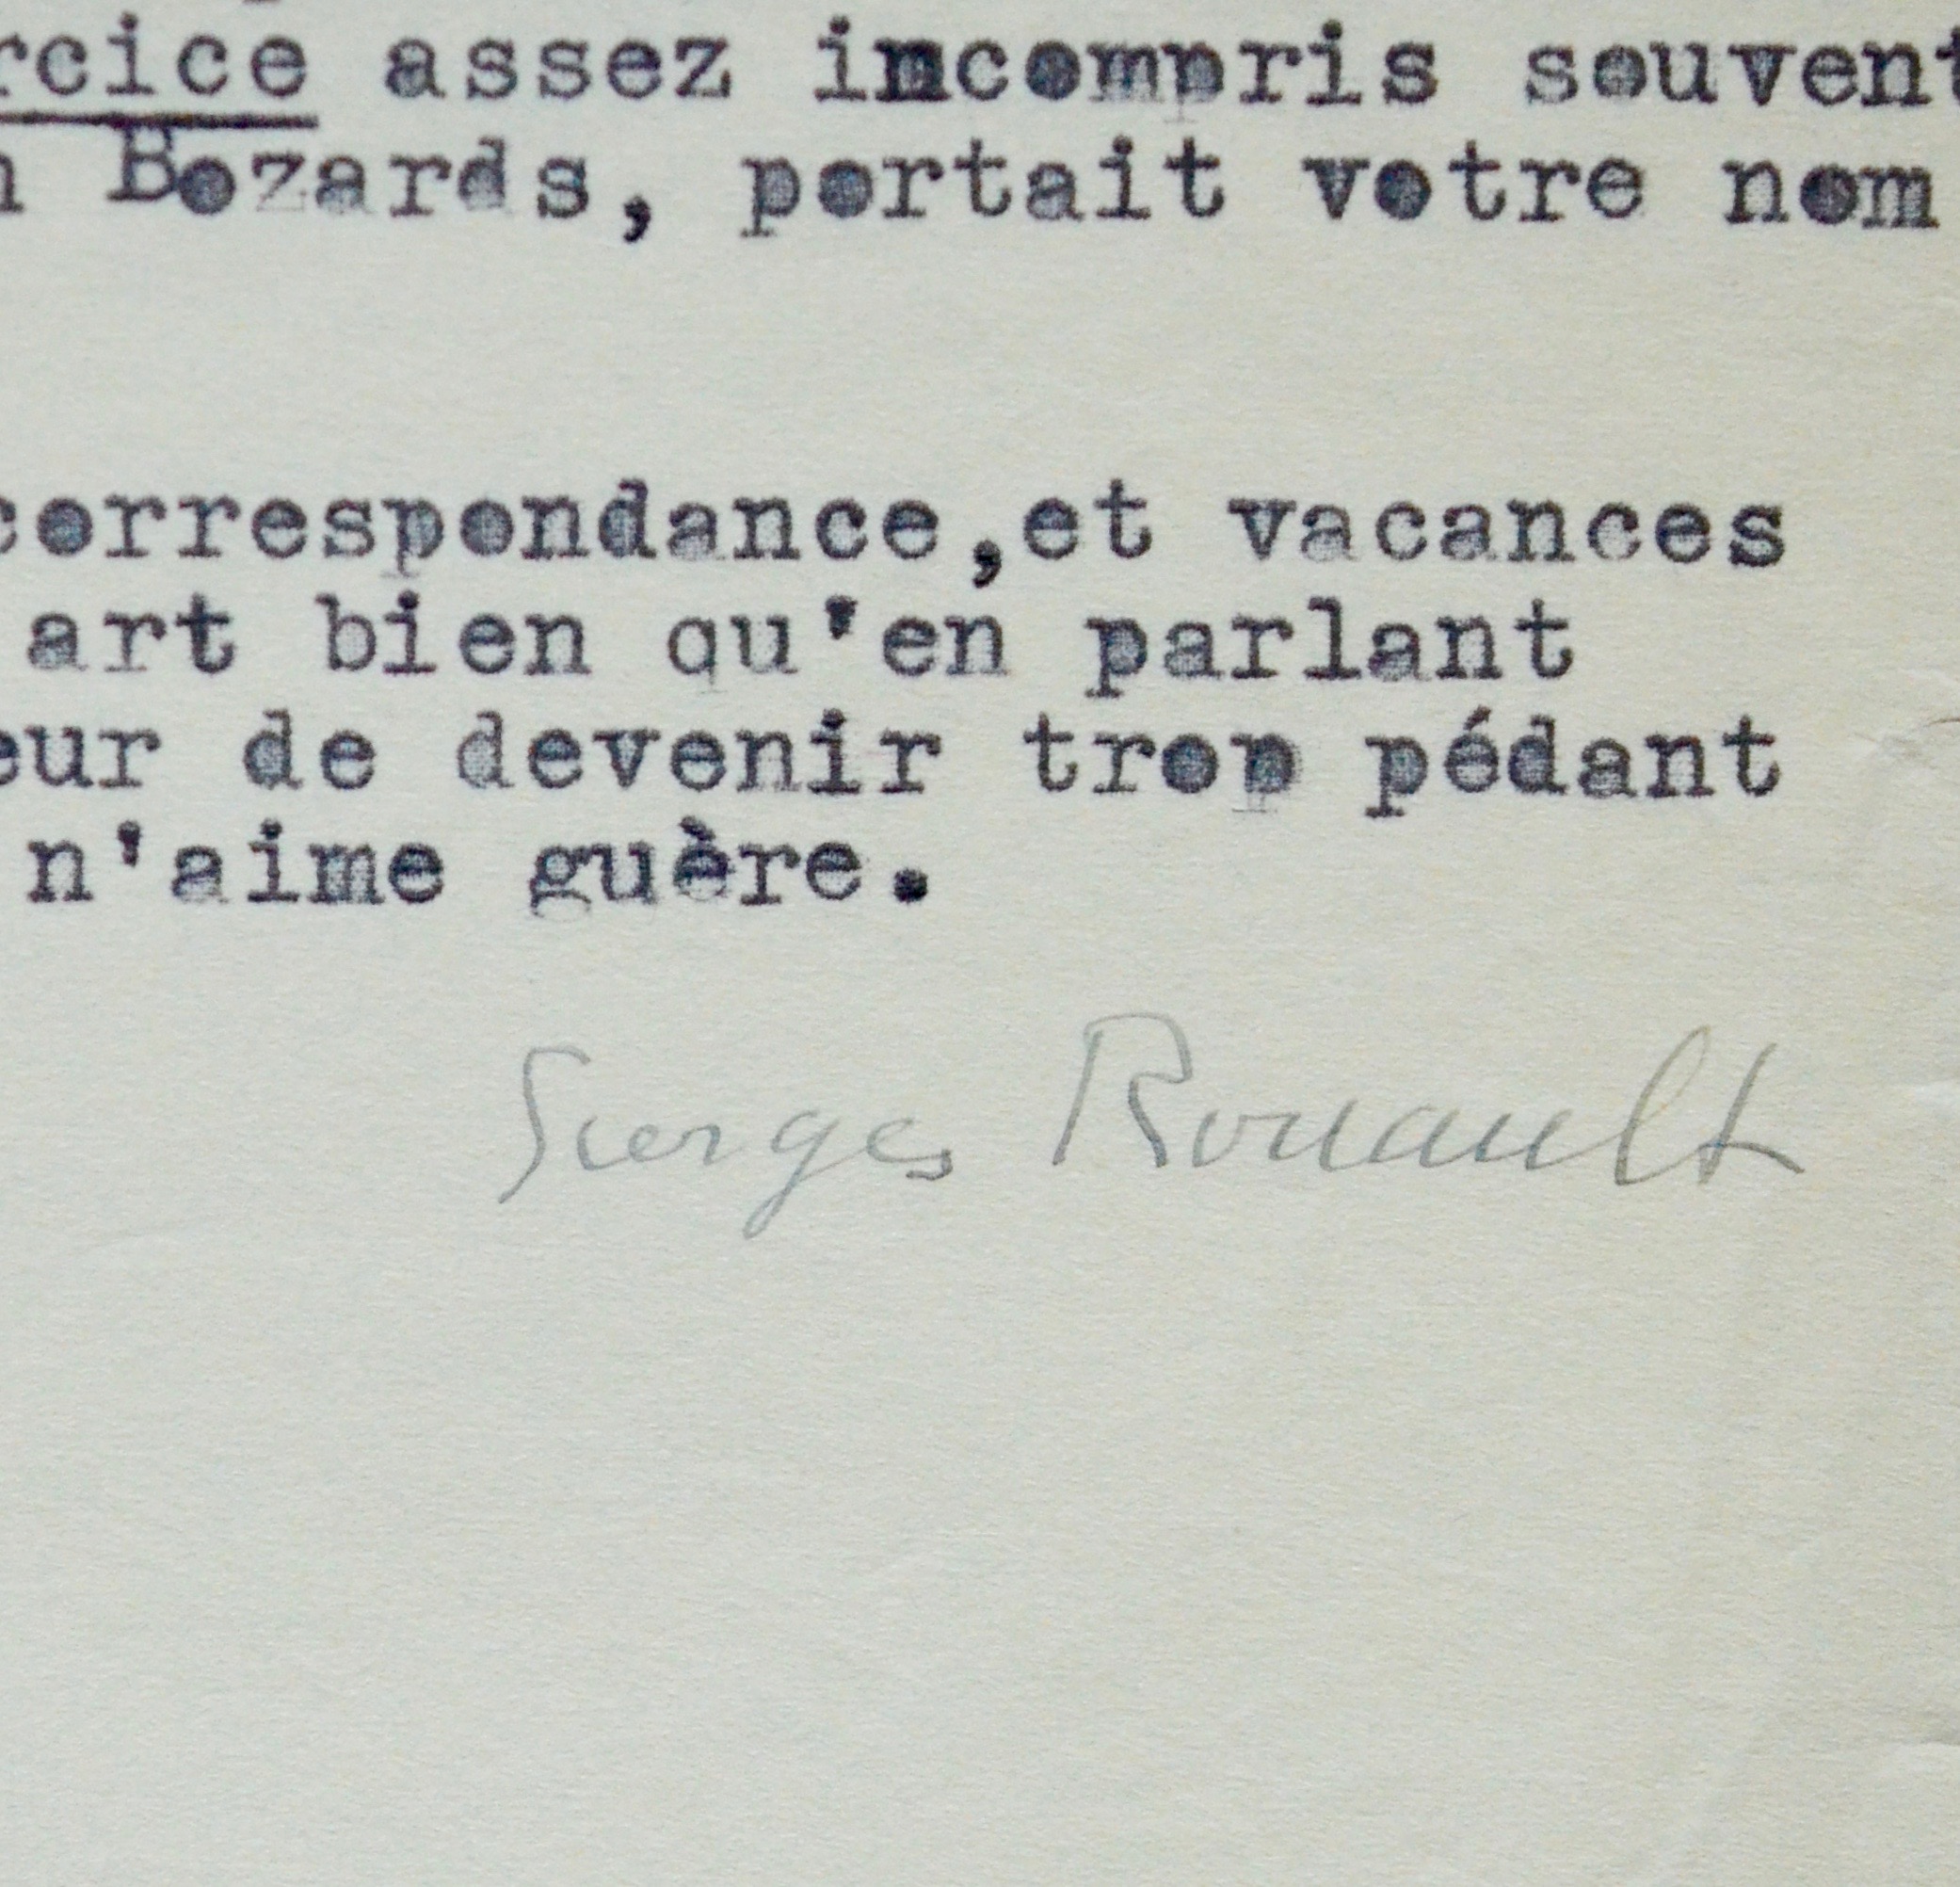 rcice assez incompris souvent
n Bozards, portait votre nom
correspondance,et vacances
art bien qu'en parlant
eur de devenir trop pédant
n'aime guère.
Georges Rouault